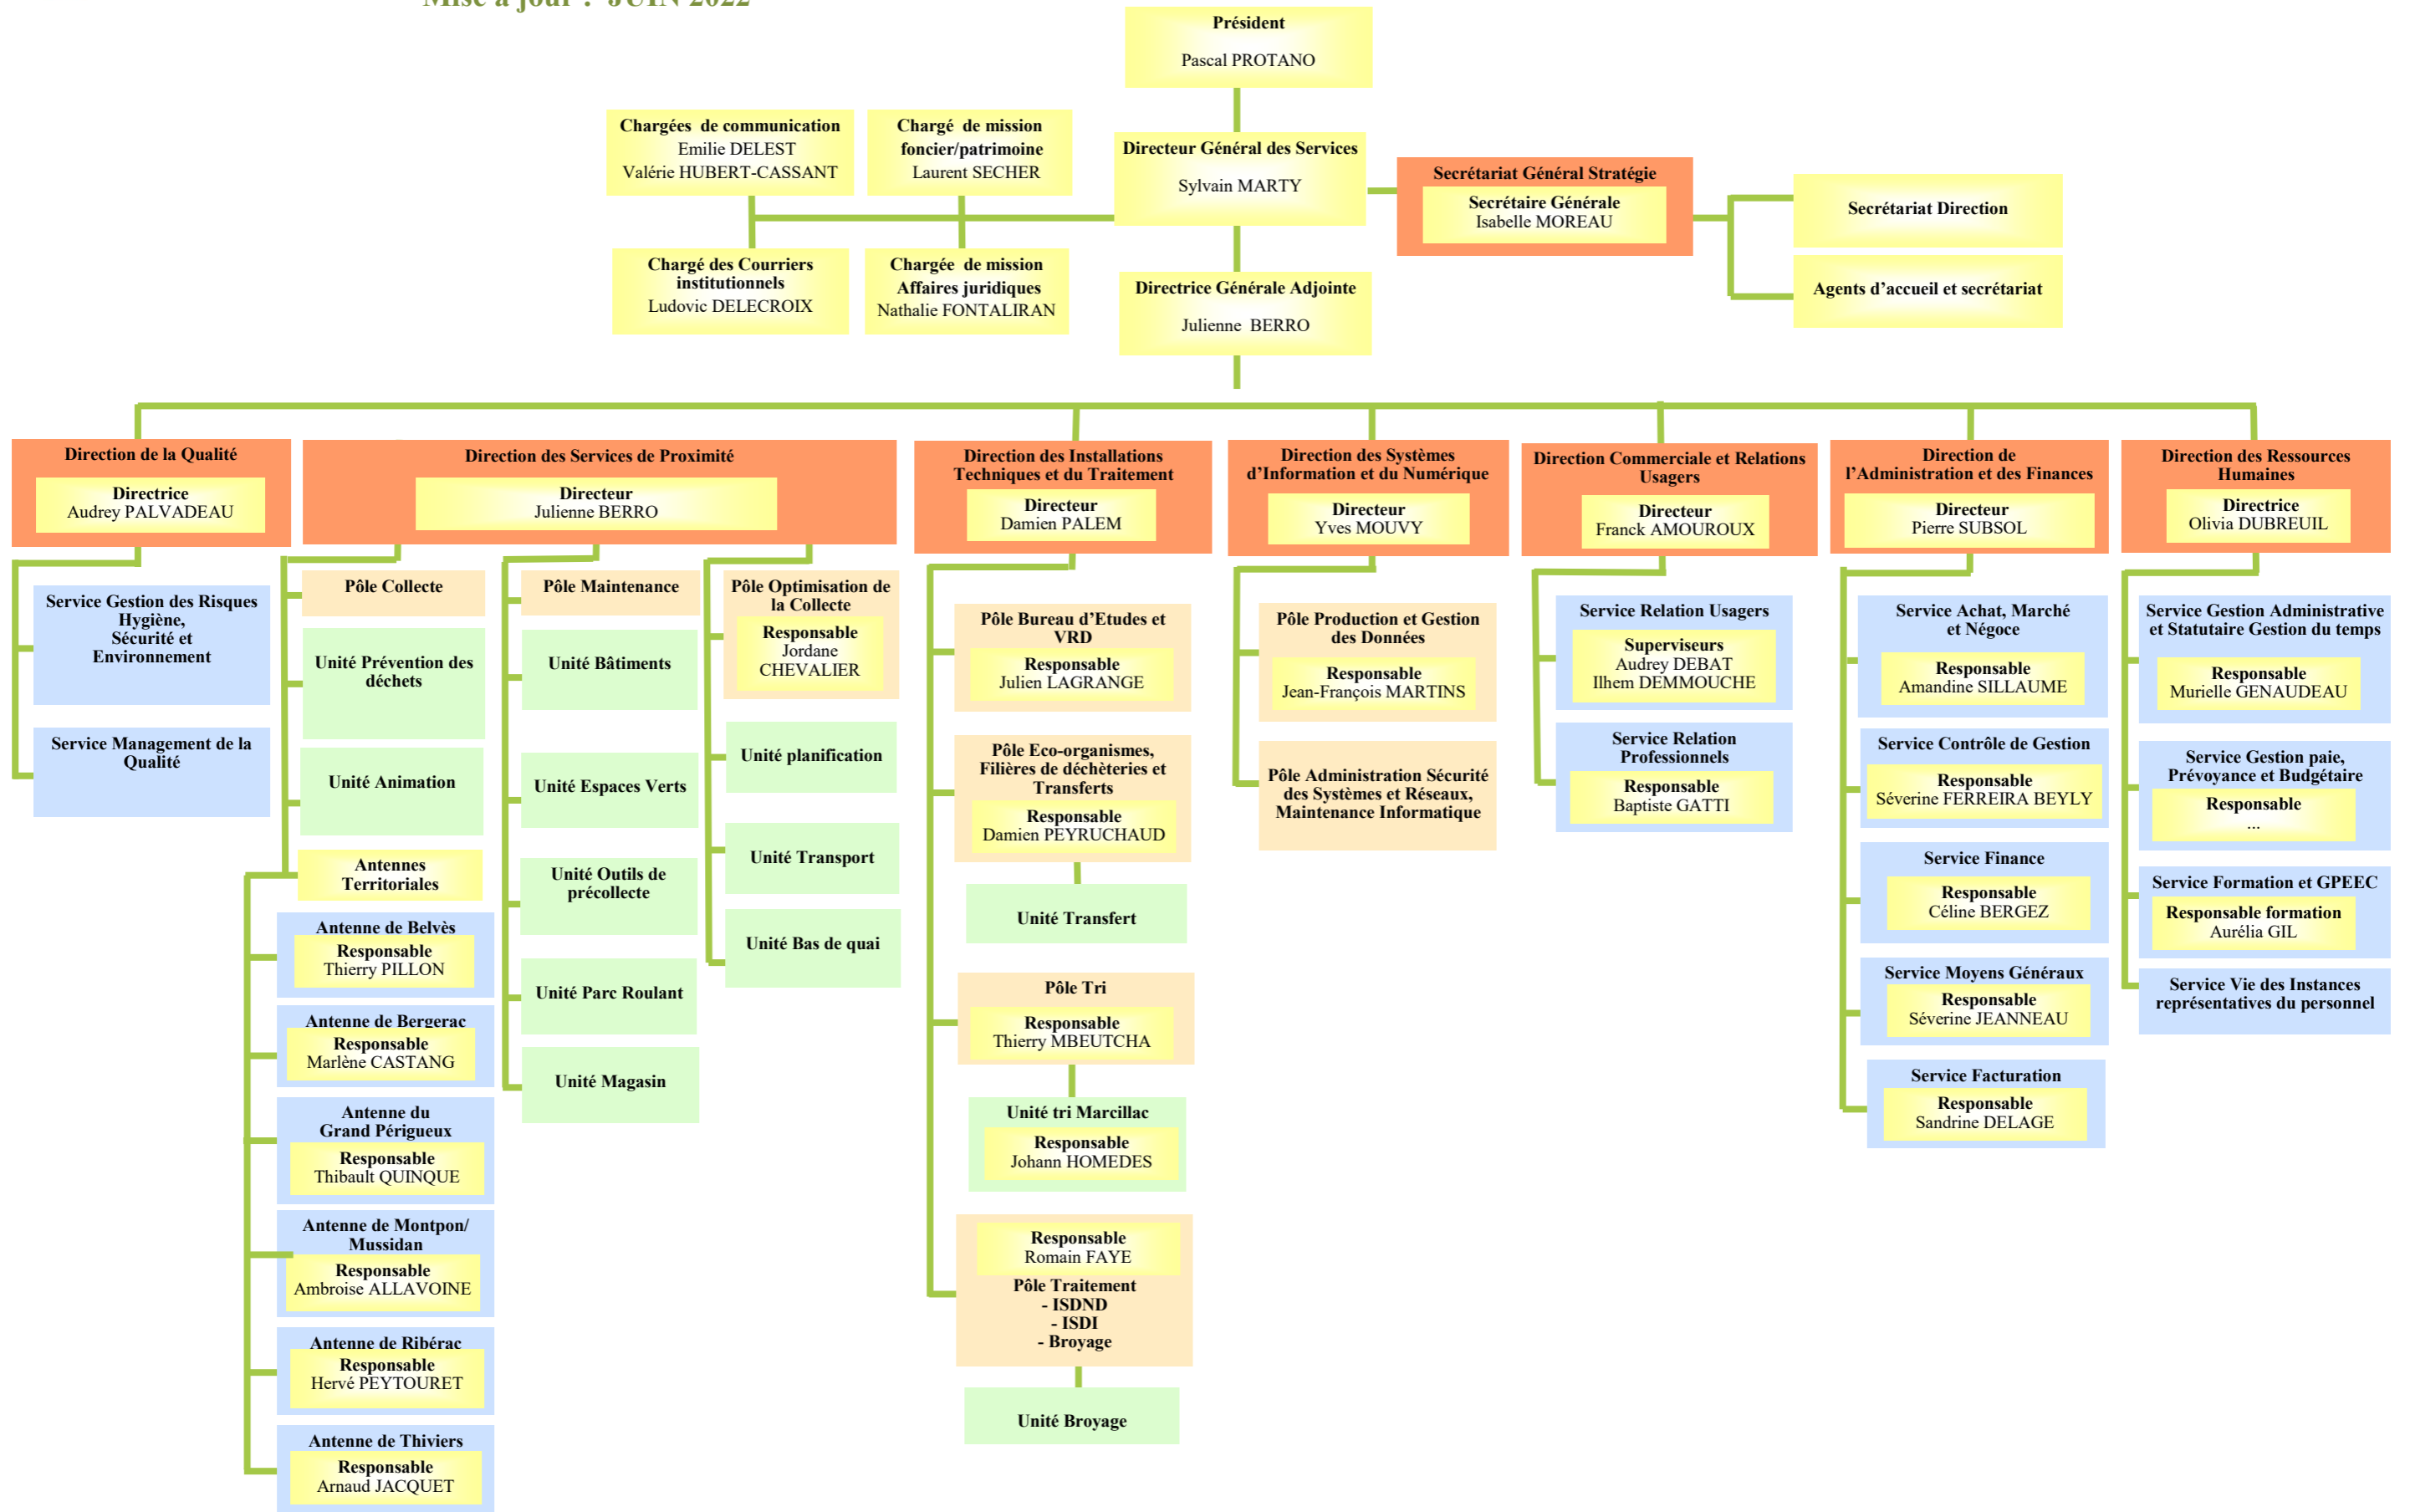 Mise à jour : JUIN 2022
Président
Pascal PROTANO
Chargées de communication
Emilie DELEST
Valérie HUBERT-CASSANT
Chargé de mission
foncier/patrimoine
Laurent SECHER
Directeur Général des Services
Sylvain MARTY
Secrétariat Général Stratégie
Secrétaire Générale
Isabelle MOREAU
Secrétariat Direction
Agents d’accueil et secrétariat
Chargé des Courriers
institutionnels
Ludovic DELECROIX
Chargée de mission
Affaires juridiques
Nathalie FONTALIRAN
Directrice Générale Adjointe
Julienne BERRO
Direction de la Qualité
Directrice
Audrey PALVADEAU
Service Gestion des Risques
Hygiène,
Sécurité et
Environnement
Service Management de la
Qualité
Direction des Services de Proximité
Directeur
Julienne BERRO
Pôle Collecte
Unité Prévention des
déchets
Unité Animation
Antennes
Territoriales
Antenne de Belvès
Responsable
Thierry PILLON
Antenne de Bergerac
Responsable
Marlène CASTANG
Antenne du
Grand Périgueux
Responsable
Thibault QUINQUE
Antenne de Montpon/
Mussidan
Responsable
Ambroise ALLAVOINE
Antenne de Ribérac
Responsable
Hervé PEYTOURET
Antenne de Thiviers
Responsable
Arnaud JACQUET
Pôle Maintenance
Unité Bâtiments
Unité Espaces Verts
Unité Outils de
précollecte
Unité Parc Roulant
Unité Magasin
Pôle Optimisation de
la Collecte
Responsable
Jordane
CHEVALIER
Unité planification
Unité Transport
Unité Bas de quai
Direction des Installations
Techniques et du Traitement
Directeur
Damien PALEM
Pôle Bureau d’Etudes et
VRD
Responsable
Julien LAGRANGE
Pôle Eco-organismes,
Filières de déchèteries et
Transferts
Responsable
Damien PEYRUCHAUD
Unité Transfert
Pôle Tri
Responsable
Thierry MBEUTCHA
Unité tri Marcillac
Responsable
Johann HOMEDES
Responsable
Romain FAYE
Pôle Traitement
- ISDND
- ISDI
- Broyage
Unité Broyage
Direction des Systèmes
d’Information et du Numérique
Directeur
Yves MOUVY
Pôle Production et Gestion
des Données
Responsable
Jean-François MARTINS
Pôle Administration Sécurité
des Systèmes et Réseaux,
Maintenance Informatique
Direction Commerciale et Relations
Usagers
Directeur
Franck AMOUROUX
Service Relation Usagers
Superviseurs
Audrey DEBAT
Ilhem DEMMOUCHE
Service Relation
Professionnels
Responsable
Baptiste GATTI
Direction de
l’Administration et des Finances
Directeur
Pierre SUBSOL
Service Achat, Marché
et Négoce
Responsable
Amandine SILLAUME
Service Contrôle de Gestion
Responsable
Séverine FERREIRA BEYLY
Service Finance
Responsable
Céline BERGEZ
Service Moyens Généraux
Responsable
Séverine JEANNEAU
Service Facturation
Responsable
Sandrine DELAGE
Direction des Ressources
Humaines
Directrice
Olivia DUBREUIL
Service Gestion Administrative
et Statutaire Gestion du temps
Responsable
Murielle GENAUDEAU
Service Gestion paie,
Prévoyance et Budgétaire
Responsable
...
Service Formation et GPEEC
Responsable formation
Aurélia GIL
Service Vie des Instances
représentatives du personnel